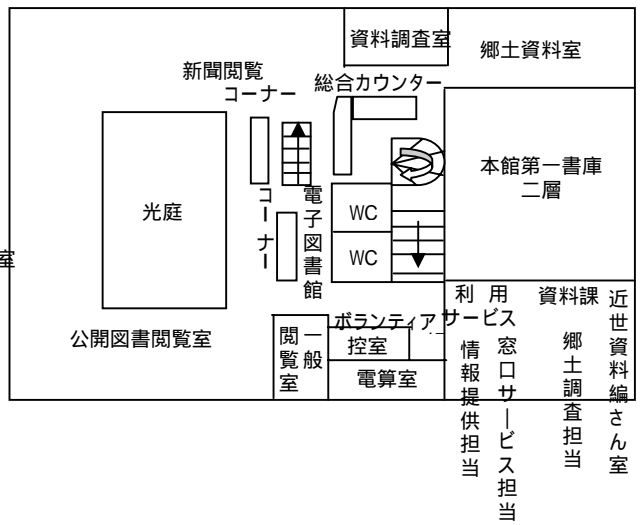 資料調査室
郷土資料室
新聞閲覧
コーナー
総合カウンター
本館第一書庫
二層
光庭
電子図書館
コーナー
WC
WC
室
公開図書閲覧室
一般
閲覧室
ボランティア
控室
電算室
利用
サービス
資料課
近世資料編さん室
郷土調査担当
窓口サービス担当
情報提供担当